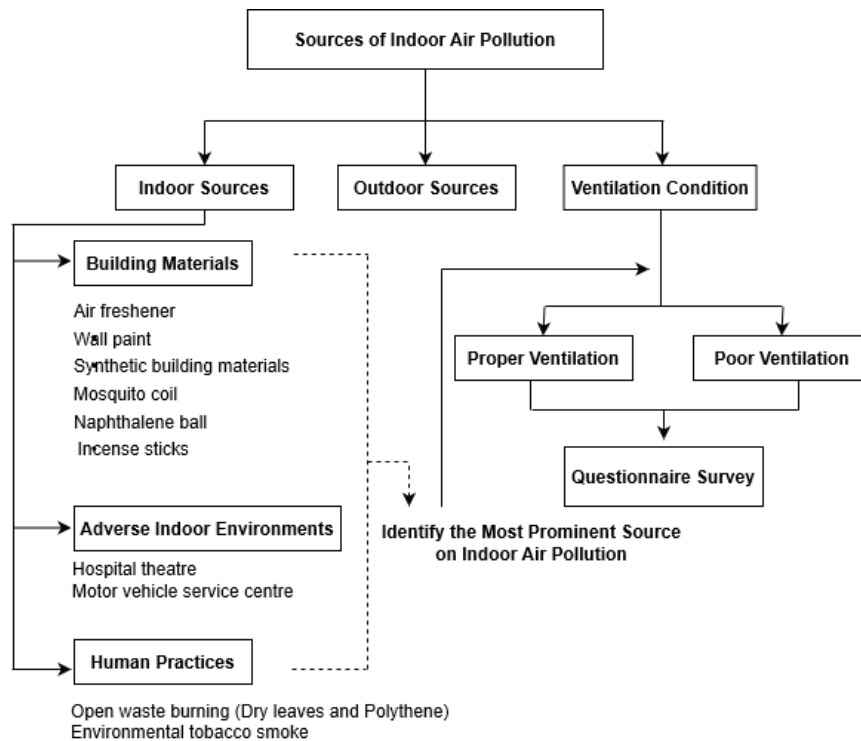 Sources of Indoor Air Pollution
Indoor Sources
Outdoor Sources
Ventilation Condition
Building Materials
Air freshener
Wall paint
Synthetic building materials
Mosquito coil
Naphthalene ball
Incense sticks
Proper Ventilation
Poor Ventilation
Questionnaire Survey
Adverse Indoor Environments
Hospital theatre
Motor vehicle service centre
Identify the Most Prominent Source
on Indoor Air Pollution
Human Practices
Open waste burning (Dry leaves and Polythene)
Environmental tobacco smoke